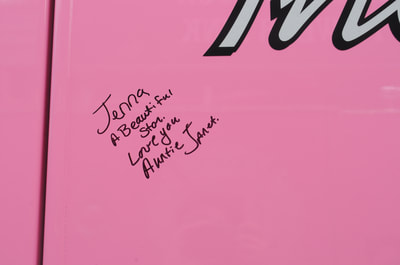 Jenna
A Beautiful
Star.
Love you
Auntie Janet.